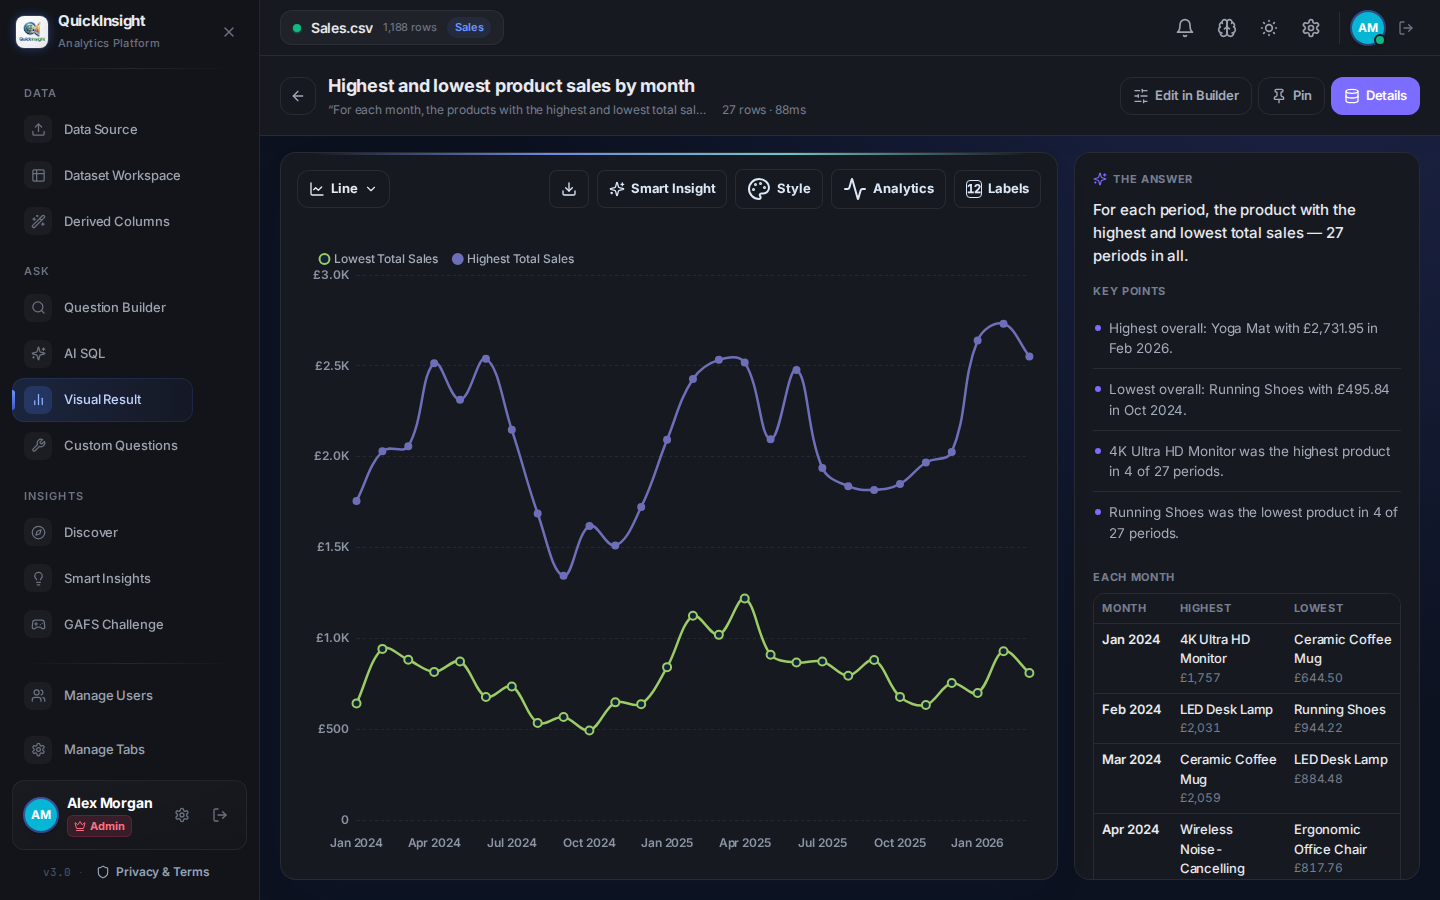 QuickInsight
Analytics Platform
DATA
Data Source
Dataset Workspace
Derived Columns
ASK
Question Builder
AI SQL
Visual Result
Custom Questions
INSIGHTS
Discover
Smart Insights
GAFS Challenge
Manage Users
Manage Tabs
AM
Alex Morgan
Admin
v3.0 · Privacy & Terms
Sales.csv 1,188 rows Sales
AM
Highest and lowest product sales by month
“For each month, the products with the highest and lowest total sal... 27 rows · 88ms
Edit in Builder
Pin
Details
Line
Smart Insight
Style
Analytics
12 Labels
Lowest Total Sales Highest Total Sales
£3.0K
£2.5K
£2.0K
£1.5K
£1.0K
£500
0
Jan 2024 Apr 2024 Jul 2024 Oct 2024 Jan 2025 Apr 2025 Jul 2025 Oct 2025 Jan 2026
THE ANSWER
For each period, the product with the
highest and lowest total sales — 27
periods in all.
KEY POINTS
Highest overall: Yoga Mat with £2,731.95 in
Feb 2026.
Lowest overall: Running Shoes with £495.84
in Oct 2024.
4K Ultra HD Monitor was the highest product
in 4 of 27 periods.
Running Shoes was the lowest product in 4 of
27 periods.
EACH MONTH
MONTH HIGHEST LOWEST
Jan 2024 4K Ultra HD Ceramic Coffee
Monitor Mug
£1,757 £644.50
Feb 2024 LED Desk Lamp Running Shoes
£2,031 £944.22
Mar 2024 Ceramic Coffee LED Desk Lamp
Mug £884.48
£2,059
Apr 2024 Wireless Ergonomic
Noise- Office Chair
Cancelling £817.76